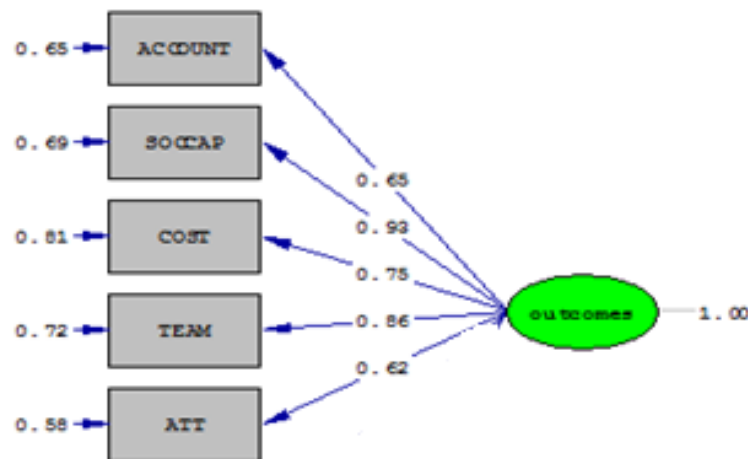 0.65 ACCOUNT
0.69 SOCCAP
0.65
0.93
0.81 COST
0.75
outcomes 1.00
0.72 TEAM
0.86
0.62
0.58 ATT